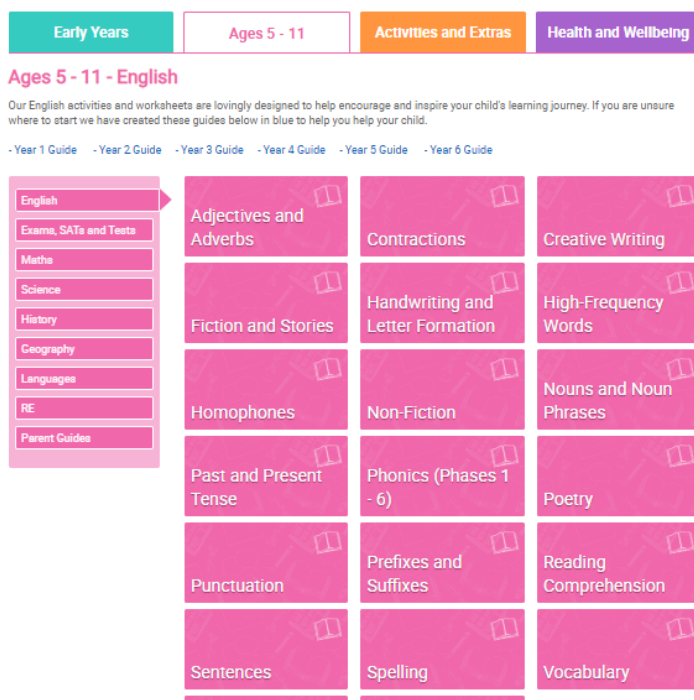 Early Years
Ages 5 - 11
Activities and Extras
Health and Wellbeing
Ages 5 - 11 - English
Our English activities and worksheets are lovingly designed to help encourage and inspire your child's learning journey. If you are unsure
where to start we have created these guides below in blue to help you help your child.
- Year 1 Guide - Year 2 Guide - Year 3 Guide - Year 4 Guide - Year 5 Guide - Year 6 Guide
English
Exams, SATs and Tests
Maths
Science
History
Geography
Languages
RE
Parent Guides
Adjectives and
Adverbs
Contractions
Creative Writing
Fiction and Stories
Handwriting and
Letter Formation
High-Frequency
Words
Homophones
Non-Fiction
Nouns and Noun
Phrases
Past and Present
Tense
Phonics (Phases 1
- 6)
Poetry
Punctuation
Prefixes and
Suffixes
Reading
Comprehension
Sentences
Spelling
Vocabulary